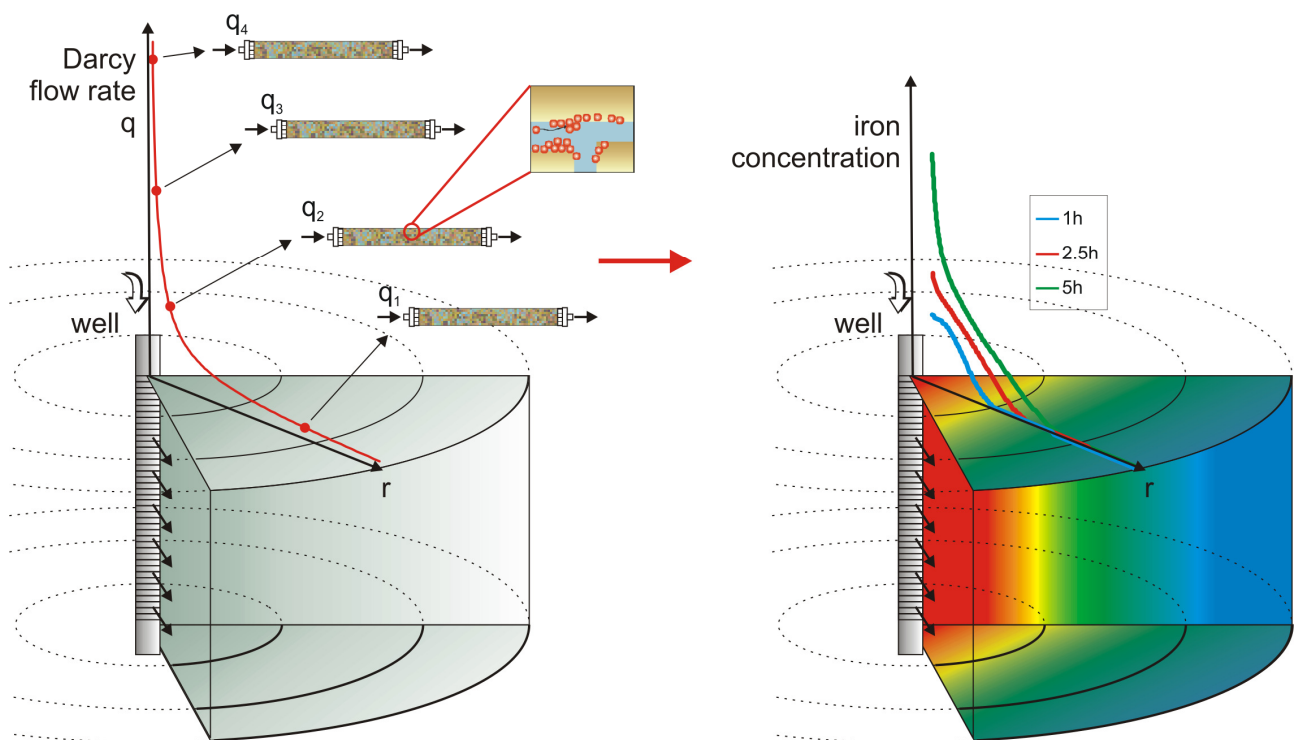 q4
Darcy
flow rate
q
q3
q2
q1
well
r
iron
concentration
1h
2.5h
5h
well
r